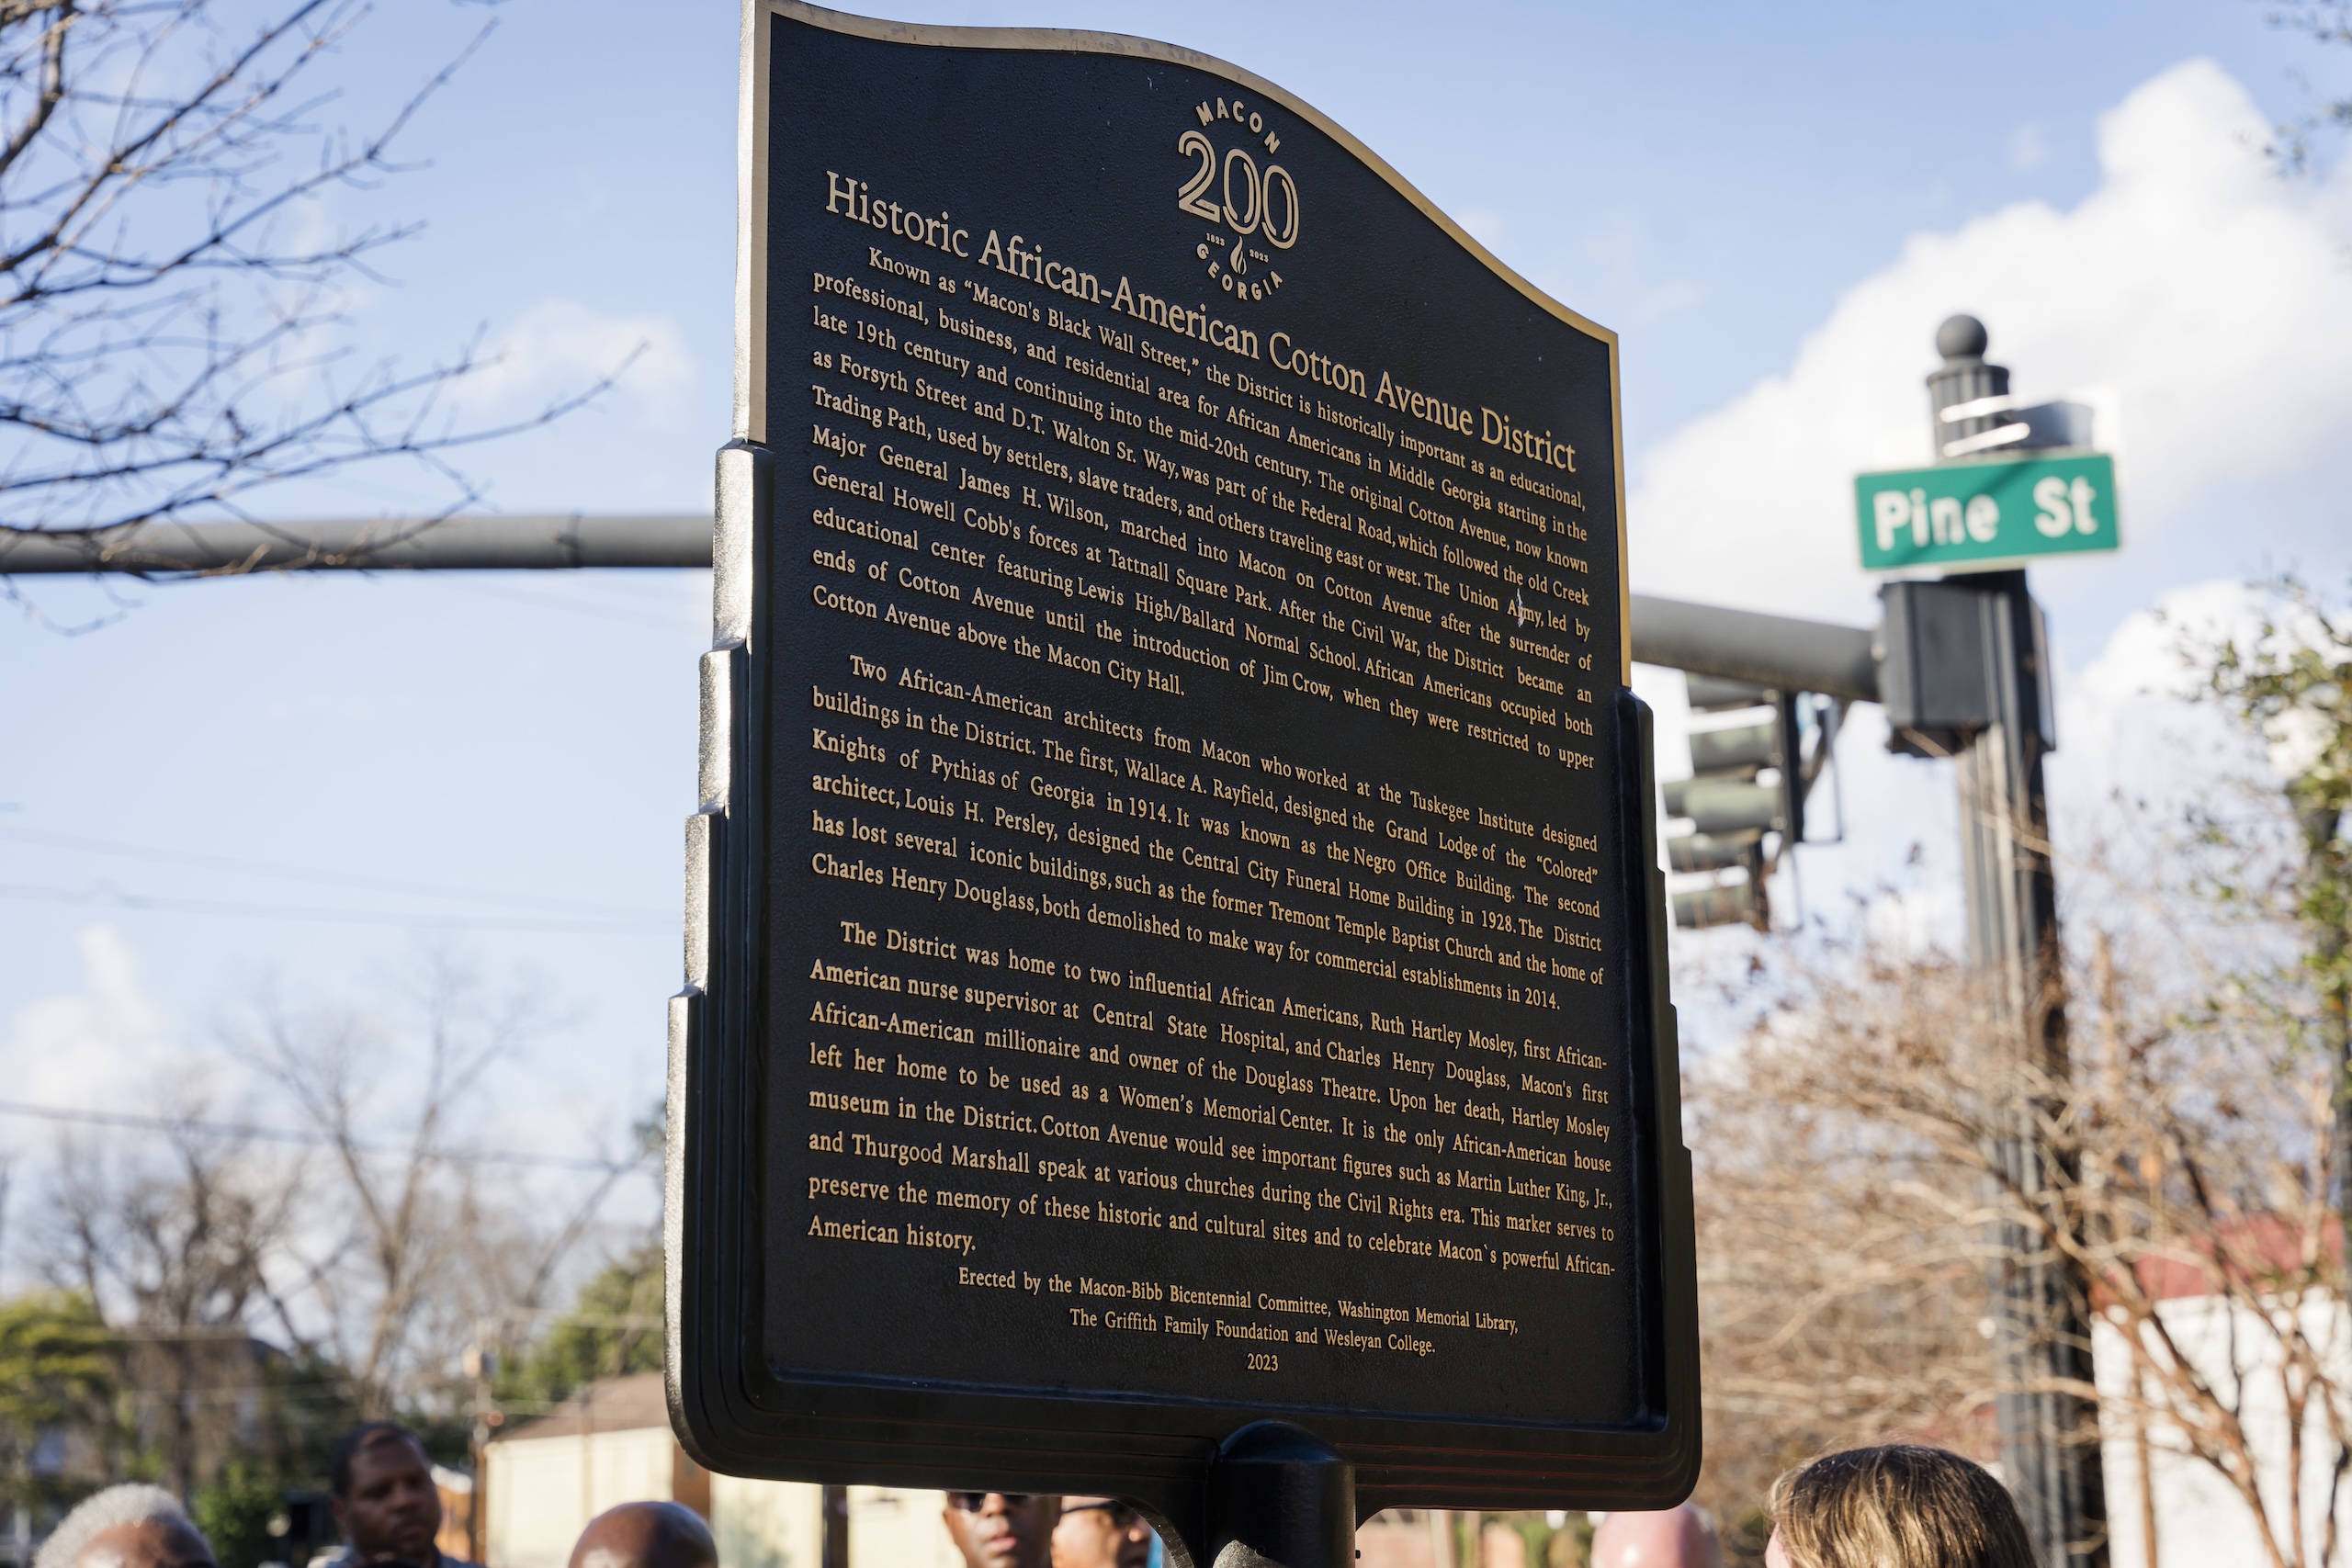 MACON
200
1823 2023
GEORGIA
Historic African-American Cotton Avenue District
Known as “Macon's Black Wall Street,” the District is historically important as an educational,
professional, business, and residential area for African Americans in Middle Georgia starting in the
late 19th century and continuing into the mid-20th century. The original Cotton Avenue, now known
as Forsyth Street and D.T. Walton Sr. Way, was part of the Federal Road, which followed the old Creek
Trading Path, used by settlers, slave traders, and others traveling east or west. The Union Army, led by
Major General James H. Wilson, marched into Macon on Cotton Avenue after the surrender of
General Howell Cobb's forces at Tattnall Square Park. After the Civil War, the District became an
educational center featuring Lewis High/Ballard Normal School. African Americans occupied both
ends of Cotton Avenue until the introduction of Jim Crow, when they were restricted to upper
Cotton Avenue above the Macon City Hall.
Two African-American architects from Macon who worked at the Tuskegee Institute designed
buildings in the District. The first, Wallace A. Rayfield, designed the Grand Lodge of the “Colored”
Knights of Pythias of Georgia in 1914. It was known as the Negro Office Building. The second
architect, Louis H. Persley, designed the Central City Funeral Home Building in 1928. The District
has lost several iconic buildings, such as the former Tremont Temple Baptist Church and the home of
Charles Henry Douglass, both demolished to make way for commercial establishments in 2014.
The District was home to two influential African Americans, Ruth Hartley Mosley, first African-
American nurse supervisor at Central State Hospital, and Charles Henry Douglass, Macon's first
African-American millionaire and owner of the Douglass Theatre. Upon her death, Hartley Mosley
left her home to be used as a Women’s Memorial Center. It is the only African-American house
museum in the District. Cotton Avenue would see important figures such as Martin Luther King, Jr.,
and Thurgood Marshall speak at various churches during the Civil Rights era. This marker serves to
preserve the memory of these historic and cultural sites and to celebrate Macon`s powerful African-
American history.
Erected by the Macon-Bibb Bicentennial Committee, Washington Memorial Library,
The Griffith Family Foundation and Wesleyan College.
2023
Pine St